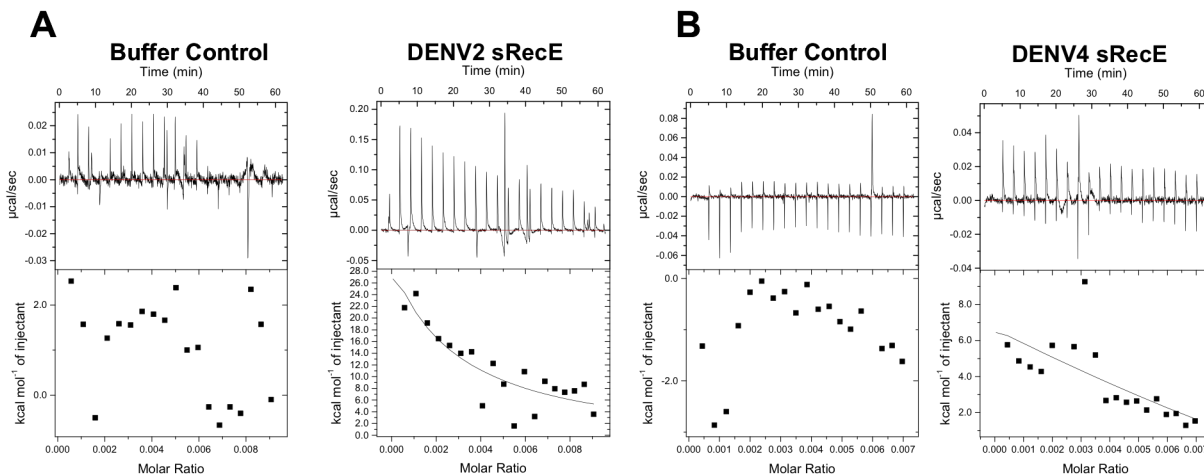 A
B
Buffer Control
DENV2 sRecE
Buffer Control
DENV4 sRecE
Time (min)
Time (min)
Time (min)
Time (min)
0 10 20 30 40 50 60
0 10 20 30 40 50 60
0 10 20 30 40 50 60
0 10 20 30 40 50 60
µcal/sec
0.02
0.01
0.00
-0.01
-0.03
µcal/sec
0.20
0.15
0.10
0.05
0.00
-0.05
µcal/sec
0.08
0.06
0.04
0.02
0.00
-0.02
-0.04
-0.06
µcal/sec
0.04
0.02
0.00
-0.02
-0.04
kcal mol⁻¹ of injectant
2.0
0.0
kcal mol⁻¹ of injectant
28.0
26.0
24.0
22.0
20.0
18.0
16.0
14.0
12.0
10.0
8.0
6.0
4.0
2.0
0.0
kcal mol⁻¹ of injectant
0.0
-2.0
kcal mol⁻¹ of injectant
8.0
6.0
4.0
2.0
0.000 0.002 0.004 0.006 0.008
0.000 0.002 0.004 0.006 0.008
0.000 0.001 0.002 0.003 0.004 0.005 0.006 0.007
0.000 0.001 0.002 0.003 0.004 0.005 0.006
Molar Ratio
Molar Ratio
Molar Ratio
Molar Ratio